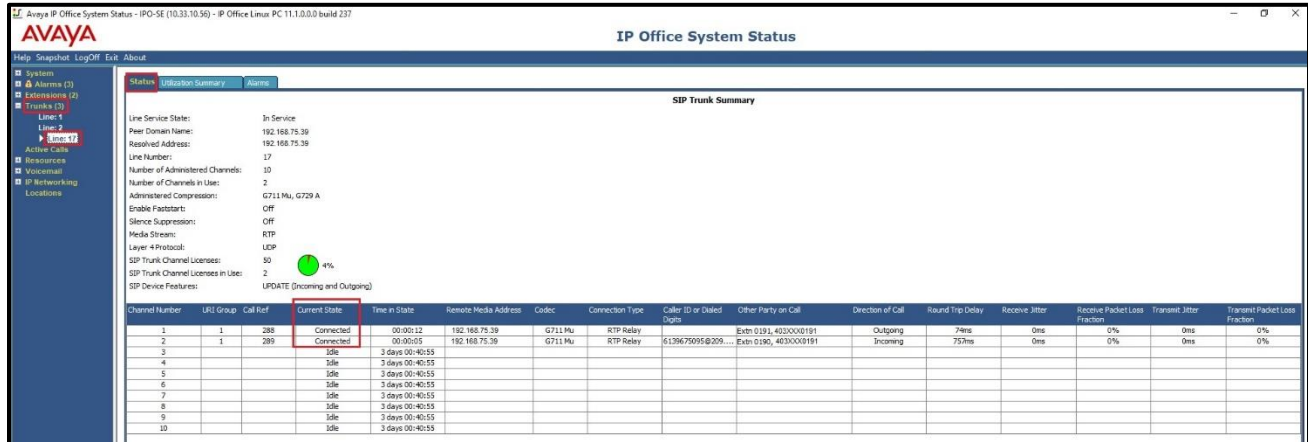 Avaya IP Office System Status - IPO-SE (10.33.10.56) - IP Office Linux PC 11.1.0.0.0 build 237
AVAYA
IP Office System Status
Help Snapshot LogOff Exit About
System
Alarms (3)
Extensions (2)
Trunks (3)
Line: 1
Line: 2
Line: 17
Active Calls
Resources
Voicemail
IP Networking
Locations
Status Utilization Summary Alarms
SIP Trunk Summary
Line Service State: In Service
Peer Domain Name: 192.168.75.39
Resolved Address: 192.168.75.39
Line Number: 17
Number of Administered Channels: 10
Number of Channels in Use: 2
Administered Compression: G711 Mu, G729 A
Enable Faststart: Off
Silence Suppression: Off
Media Stream: RTP
Layer 4 Protocol: UDP
SIP Trunk Channel Licenses: 50
4%
SIP Trunk Channel Licenses in Use: 2
SIP Device Features: UPDATE (Incoming and Outgoing)
Channel Number URI Group Call Ref Current State Time in State Remote Media Address Codec Connection Type Caller ID or Dialed Digits Other Party on Call Direction of Call Round Trip Delay Receive Jitter Receive Packet Loss Fraction Transmit Jitter Transmit Packet Loss Fraction
1 1 288 Connected 00:00:12 192.168.75.39 G711 Mu RTP Relay Extn 0191, 403XXX0191 Outgoing 74ms 0ms 0% 0ms 0%
2 1 289 Connected 00:00:05 192.168.75.39 G711 Mu RTP Relay 6139675095@209.... Extn 0190, 403XXX0191 Incoming 757ms 0ms 0% 0ms 0%
3 Idle 3 days 00:40:55
4 Idle 3 days 00:40:55
5 Idle 3 days 00:40:55
6 Idle 3 days 00:40:55
7 Idle 3 days 00:40:55
8 Idle 3 days 00:40:55
9 Idle 3 days 00:40:55
10 Idle 3 days 00:40:55